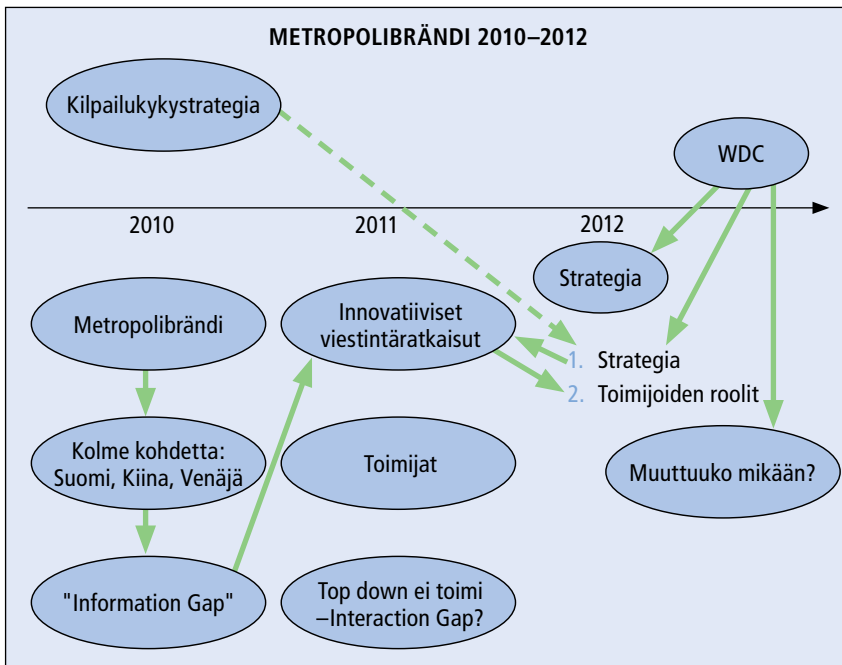 METROPOLIBRÄNDI 2010–2012
Kilpailukykystrategia
WDC
2010
2011
2012
Strategia
Metropolibrändi
Innovatiiviset
viestintäratkaisut
1. Strategia
2. Toimijoiden roolit
Kolme kohdetta:
Suomi, Kiina, Venäjä
Toimijat
Muuttuuko mikään?
"Information Gap"
Top down ei toimi
–Interaction Gap?